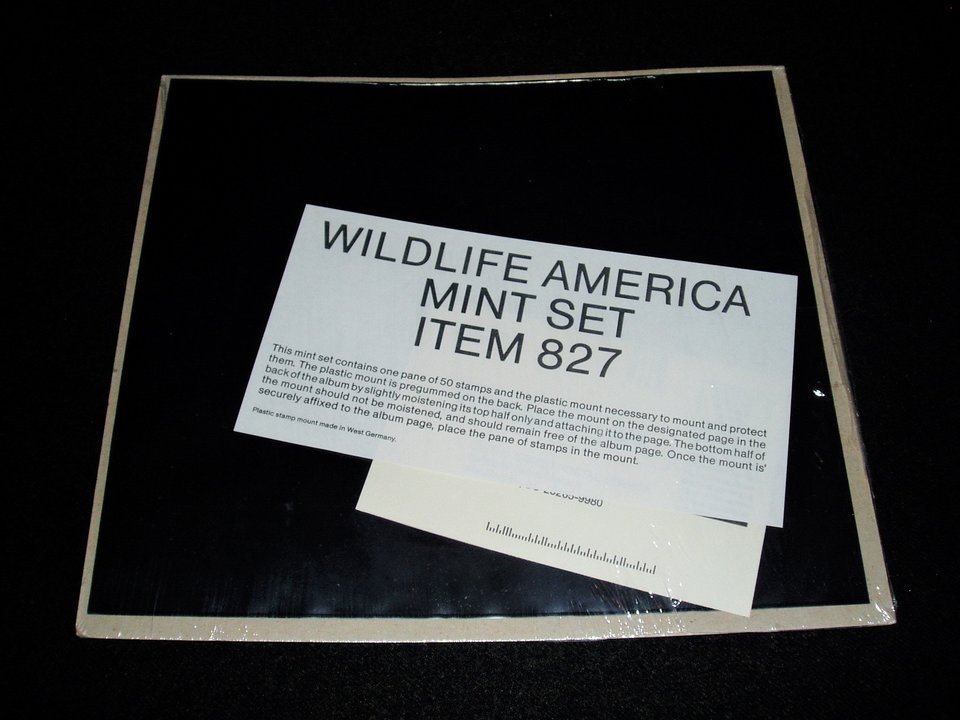 WILDLIFE AMERICA
MINT SET
ITEM 827
This mint set contains one pane of 50 stamps and the plastic mount necessary to mount and protect
them. The plastic mount is pregummed on the back. Place the mount on the designated page in the
back of the album by slightly moistening its top half only and attaching it to the page. The bottom half of
the mount should not be moistened, and should remain free of the album page. Once the mount is
securely affixed to the album page, place the pane of stamps in the mount.
Plastic stamp mount made in West Germany.
20265-9980